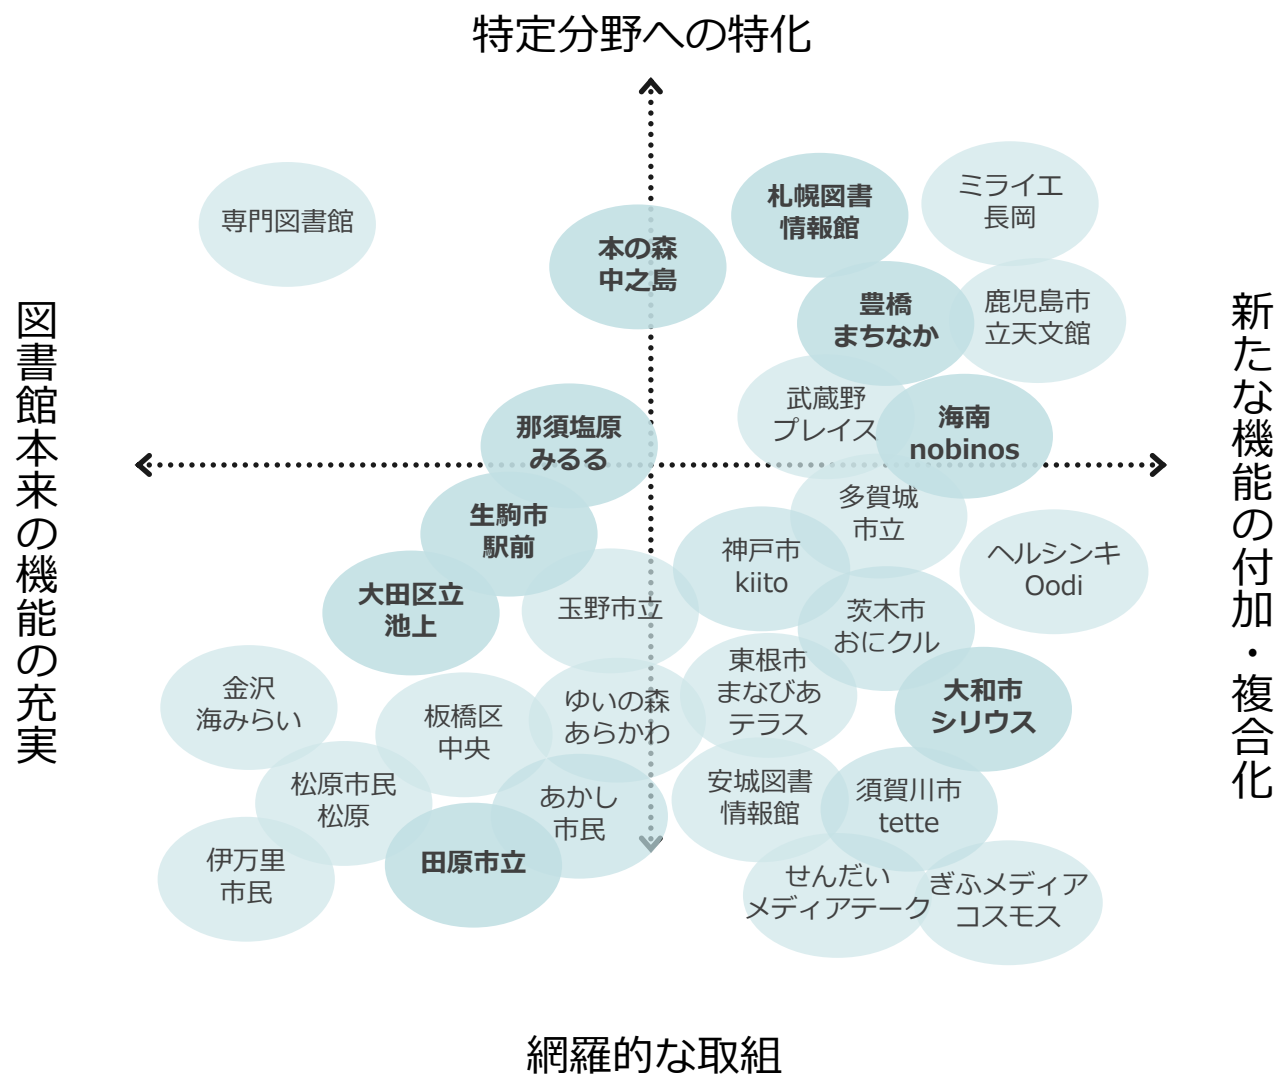 特定分野への特化
専門図書館
札幌図書
情報館
ミライエ
長岡
本の森
中之島
豊橋
まちなか
鹿児島市
立天文館
図書館本来の機能の充実
新たな機能の付加・複合化
武蔵野
プレイス
海南
nobinos
那須塩原
みるる
生駒市
駅前
多賀城
市立
神戸市
kiito
ヘルシンキ
Oodi
大田区立
池上
玉野市立
茨木市
おにクル
東根市
まなびあ
テラス
大和市
シリウス
金沢
海みらい
板橋区
中央
ゆいの森
あらかわ
松原市民
松原
あかし
市民
安城図書
情報館
須賀川市
tette
伊万里
市民
田原市立
せんだい
メディアテーク
ぎふメディア
コスモス
網羅的な取組